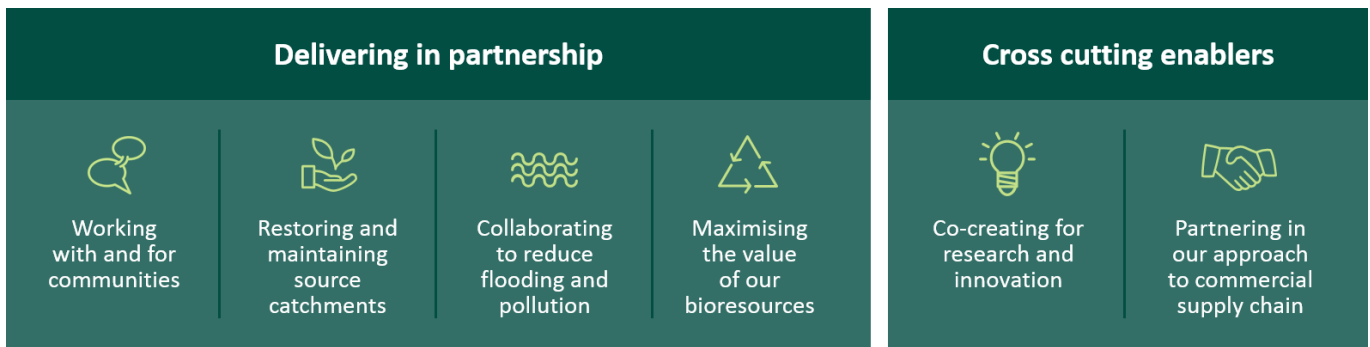 Delivering in partnership
Working
with and for
communities
Restoring and
maintaining
source
catchments
Collaborating
to reduce
flooding and
pollution
Maximising
the value
of our
bioresources
Cross cutting enablers
Co-creating for
research and
innovation
Partnering in
our approach
to commercial
supply chain